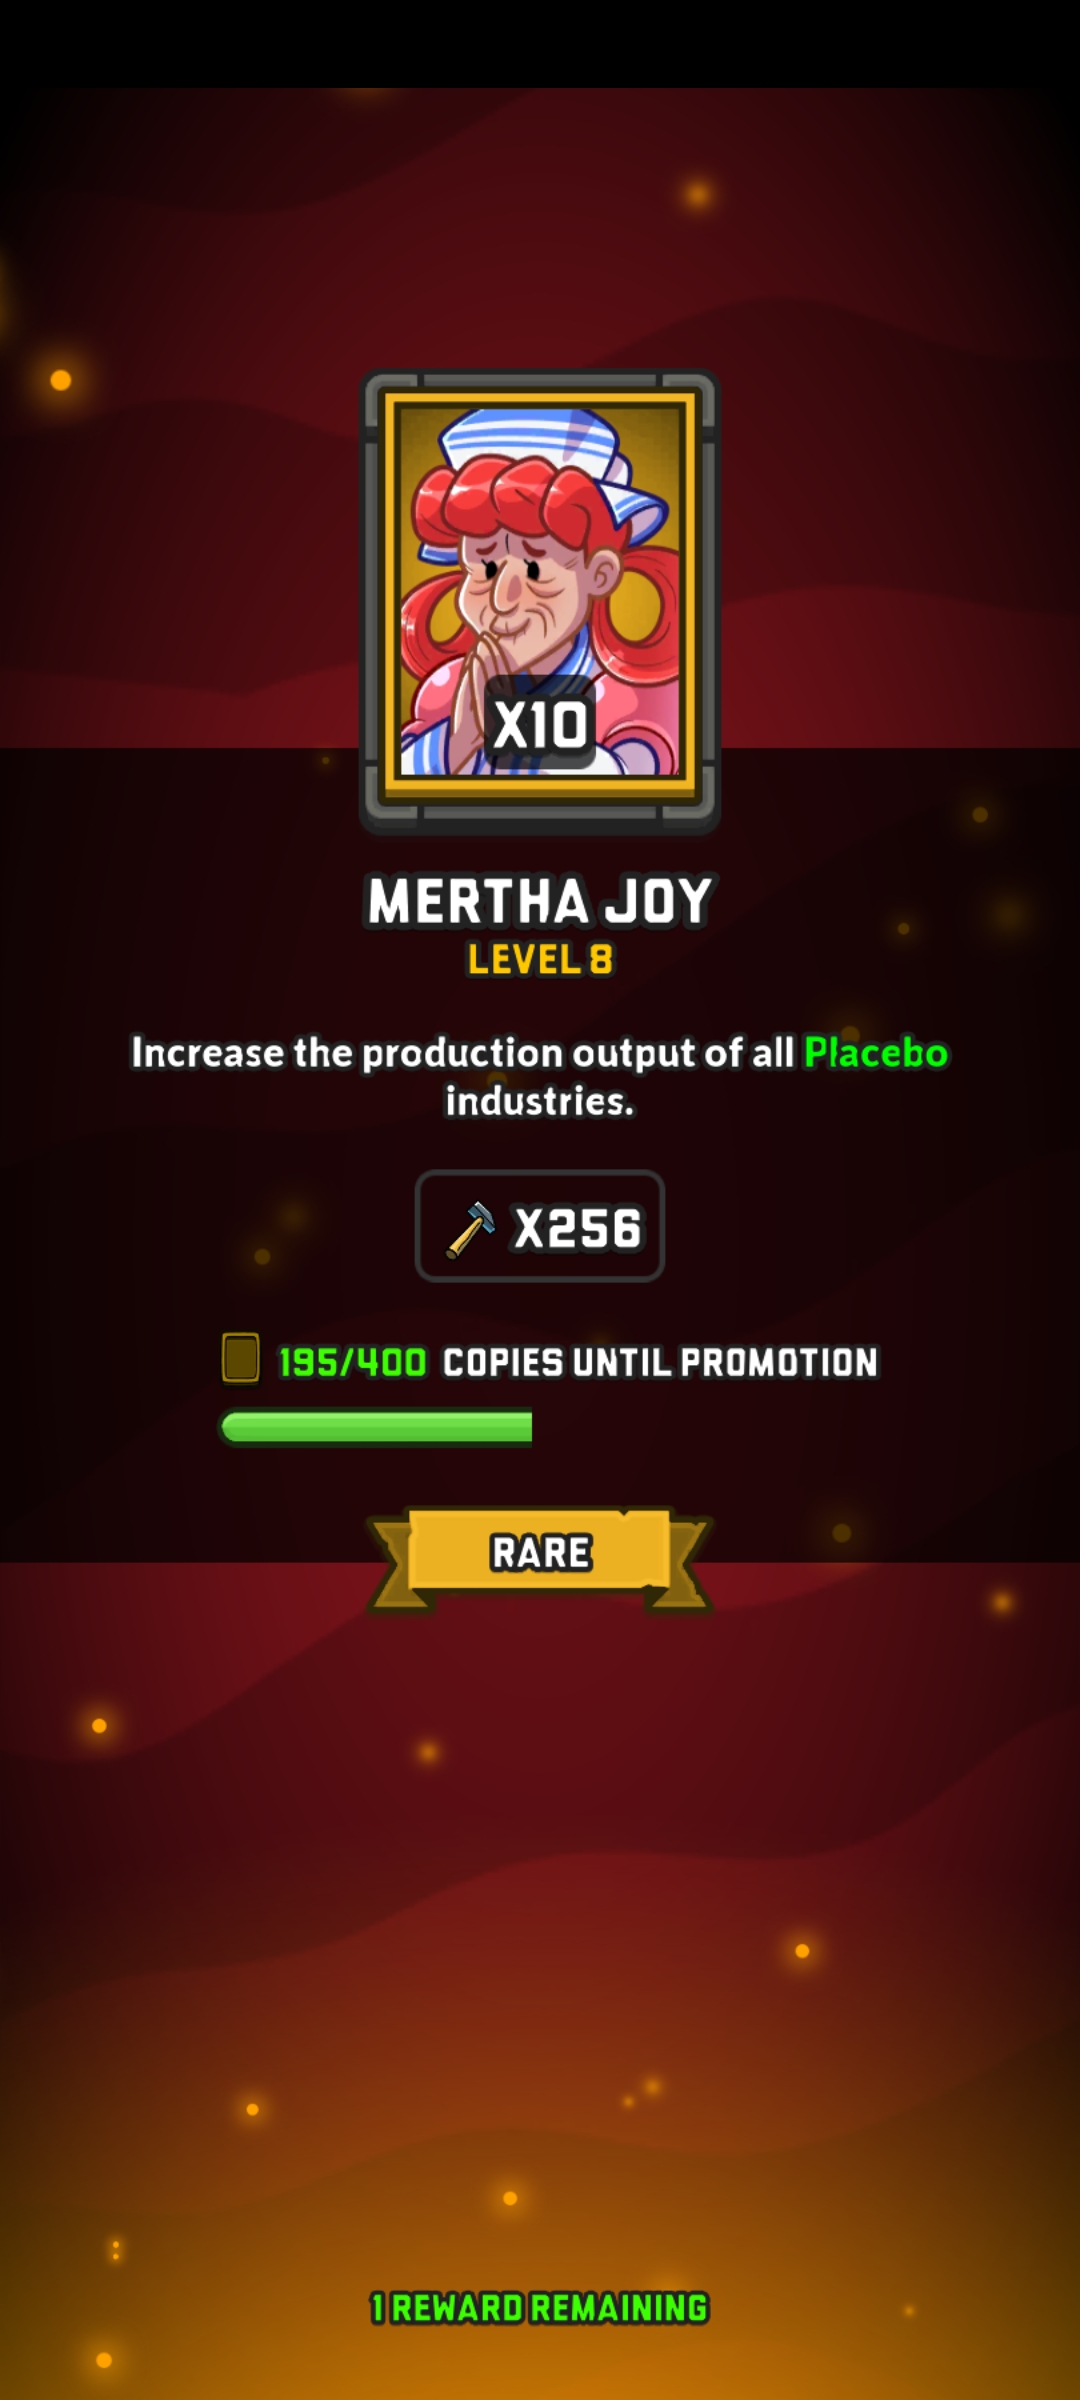 X10
MERTHA JOY
LEVEL 8
Increase the production output of all Placebo
industries.
X256
195/400 COPIES UNTIL PROMOTION
RARE
1 REWARD REMAINING